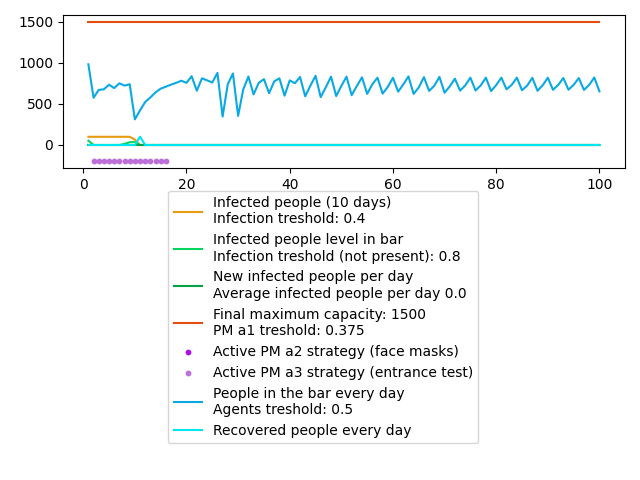 1500
1000
500
0
0 20 40 60 80 100
Infected people (10 days)
Infection treshold: 0.4
Infected people level in bar
Infection treshold (not present): 0.8
New infected people per day
Average infected people per day 0.0
Final maximum capacity: 1500
PM a1 treshold: 0.375
Active PM a2 strategy (face masks)
Active PM a3 strategy (entrance test)
People in the bar every day
Agents treshold: 0.5
Recovered people every day